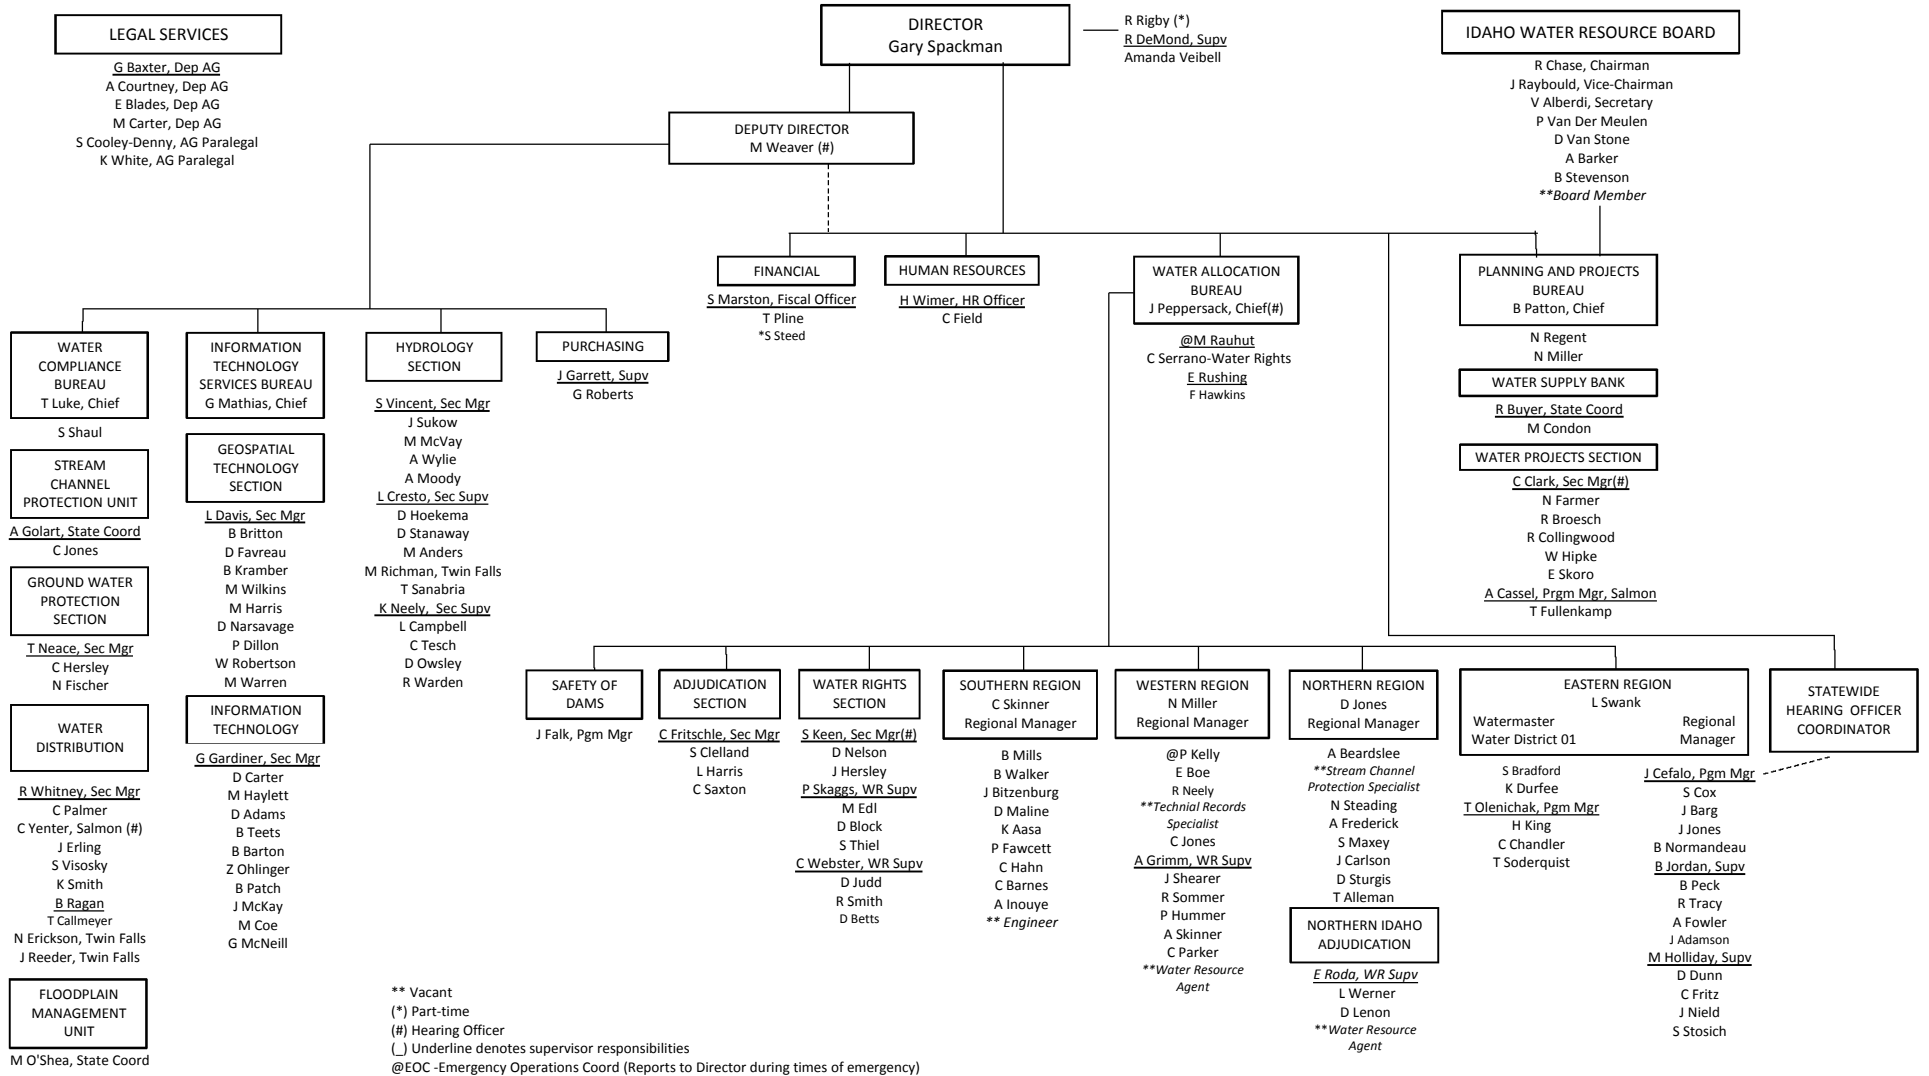 LEGAL SERVICES
G Baxter, Dep AG
A Courtney, Dep AG
E Blades, Dep AG
M Carter, Dep AG
S Cooley-Denny, AG Paralegal
K White, AG Paralegal
DIRECTOR
Gary Spackman
R Rigby (*)
R DeMond, Supv
Amanda Veibell
IDAHO WATER RESOURCE BOARD
R Chase, Chairman
J Raybould, Vice-Chairman
V Alberdi, Secretary
P Van Der Meulen
D Van Stone
A Barker
B Stevenson
**Board Member
DEPUTY DIRECTOR
M Weaver (#)
FINANCIAL
S Marston, Fiscal Officer
T Pline
*S Steed
HUMAN RESOURCES
H Wimer, HR Officer
C Field
WATER ALLOCATION
BUREAU
J Peppersack, Chief(#)
@M Rauhut
C Serrano-Water Rights
E Rushing
F Hawkins
PLANNING AND PROJECTS
BUREAU
B Patton, Chief
N Regent
N Miller
WATER SUPPLY BANK
R Buyer, State Coord
M Condon
WATER PROJECTS SECTION
C Clark, Sec Mgr(#)
N Farmer
R Broesch
R Collingwood
W Hipke
E Skoro
A Cassel, Prgm Mgr, Salmon
T Fullenkamp
WATER
COMPLIANCE
BUREAU
T Luke, Chief
S Shaul
STREAM
CHANNEL
PROTECTION UNIT
A Golart, State Coord
C Jones
GROUND WATER
PROTECTION
SECTION
T Neace, Sec Mgr
C Hersley
N Fischer
WATER
DISTRIBUTION
R Whitney, Sec Mgr
C Palmer
C Yenter, Salmon (#)
J Erling
S Visosky
K Smith
B Ragan
T Callmeyer
N Erickson, Twin Falls
J Reeder, Twin Falls
FLOODPLAIN
MANAGEMENT
UNIT
M O'Shea, State Coord
INFORMATION
TECHNOLOGY
SERVICES BUREAU
G Mathias, Chief
GEOSPATIAL
TECHNOLOGY
SECTION
L Davis, Sec Mgr
B Britton
D Favreau
B Kramber
M Wilkins
M Harris
D Narsavage
P Dillon
W Robertson
M Warren
INFORMATION
TECHNOLOGY
G Gardiner, Sec Mgr
D Carter
M Haylett
D Adams
B Teets
B Barton
Z Ohlinger
B Patch
J McKay
M Coe
G McNeill
HYDROLOGY
SECTION
S Vincent, Sec Mgr
J Sukow
M McVay
A Wylie
A Moody
L Cresto, Sec Supv
D Hoekema
D Stanaway
M Anders
M Richman, Twin Falls
T Sanabria
K Neely, Sec Supv
L Campbell
C Tesch
D Owsley
R Warden
PURCHASING
J Garrett, Supv
G Roberts
SAFETY OF
DAMS
J Falk, Pgm Mgr
ADJUDICATION
SECTION
C Fritschle, Sec Mgr
S Clelland
L Harris
C Saxton
WATER RIGHTS
SECTION
S Keen, Sec Mgr(#)
D Nelson
J Hersley
P Skaggs, WR Supv
M Edl
D Block
S Thiel
C Webster, WR Supv
D Judd
R Smith
D Betts
SOUTHERN REGION
C Skinner
Regional Manager
B Mills
B Walker
J Bitzenburg
D Maline
K Aasa
P Fawcett
C Hahn
C Barnes
A Inouye
** Engineer
WESTERN REGION
N Miller
Regional Manager
@P Kelly
E Boe
R Neely
**Technial Records
Specialist
C Jones
A Grimm, WR Supv
J Shearer
R Sommer
P Hummer
A Skinner
C Parker
**Water Resource
Agent
NORTHERN REGION
D Jones
Regional Manager
A Beardslee
**Stream Channel
Protection Specialist
N Steading
A Frederick
S Maxey
J Carlson
D Sturgis
T Alleman
NORTHERN IDAHO
ADJUDICATION
E Roda, WR Supv
L Werner
D Lenon
**Water Resource
Agent
EASTERN REGION
L Swank
Watermaster
Water District 01
Regional
Manager
S Bradford
K Durfee
T Olenichak, Pgm Mgr
H King
C Chandler
T Soderquist
J Cefalo, Pgm Mgr
S Cox
J Barg
J Jones
B Normandeau
B Jordan, Supv
B Peck
R Tracy
A Fowler
J Adamson
M Holliday, Supv
D Dunn
C Fritz
J Nield
S Stosich
STATEWIDE
HEARING OFFICER
COORDINATOR
** Vacant
(*) Part-time
(#) Hearing Officer
(_) Underline denotes supervisor responsibilities
@EOC -Emergency Operations Coord (Reports to Director during times of emergency)